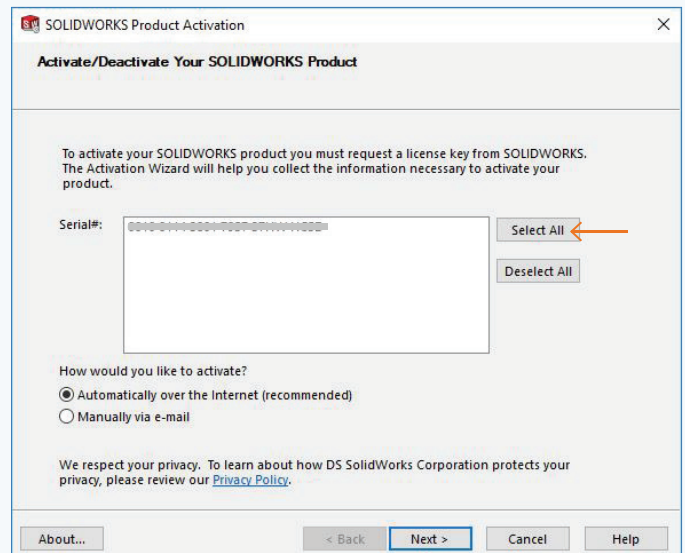 SOLIDWORKS Product Activation
Activate/Deactivate Your SOLIDWORKS Product
To activate your SOLIDWORKS product you must request a license key from SOLIDWORKS.
The Activation Wizard will help you collect the information necessary to activate your
product.
Serial#:
Select All
Deselect All
How would you like to activate?
Automatically over the Internet (recommended)
Manually via e-mail
We respect your privacy. To learn about how DS SolidWorks Corporation protects your
privacy, please review our Privacy Policy.
About...
< Back
Next >
Cancel
Help